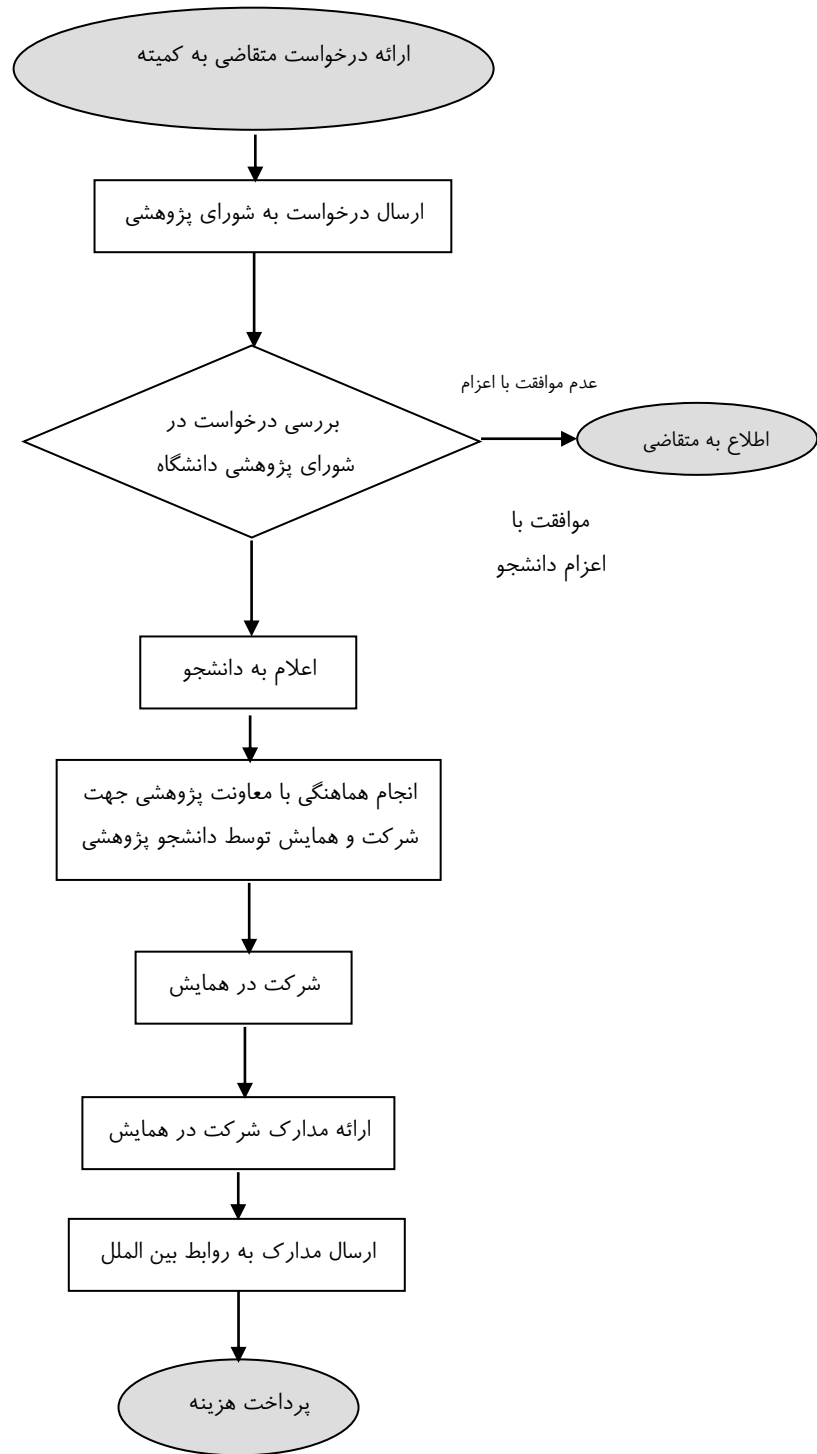 ارائه درخواست متقاضی به کمیته
ارسال درخواست به شورای پژوهشی
بررسی درخواست در
شورای پژوهشی دانشگاه
عدم موافقت با اعزام
اطلاع به متقاضی
موافقت با
اعزام دانشجو
اعلام به دانشجو
انجام هماهنگی با معاونت پژوهشی جهت
شرکت و همایش توسط دانشجو پژوهشی
شرکت در همایش
ارائه مدارک شرکت در همایش
ارسال مدارک به روابط بین الملل
پرداخت هزینه